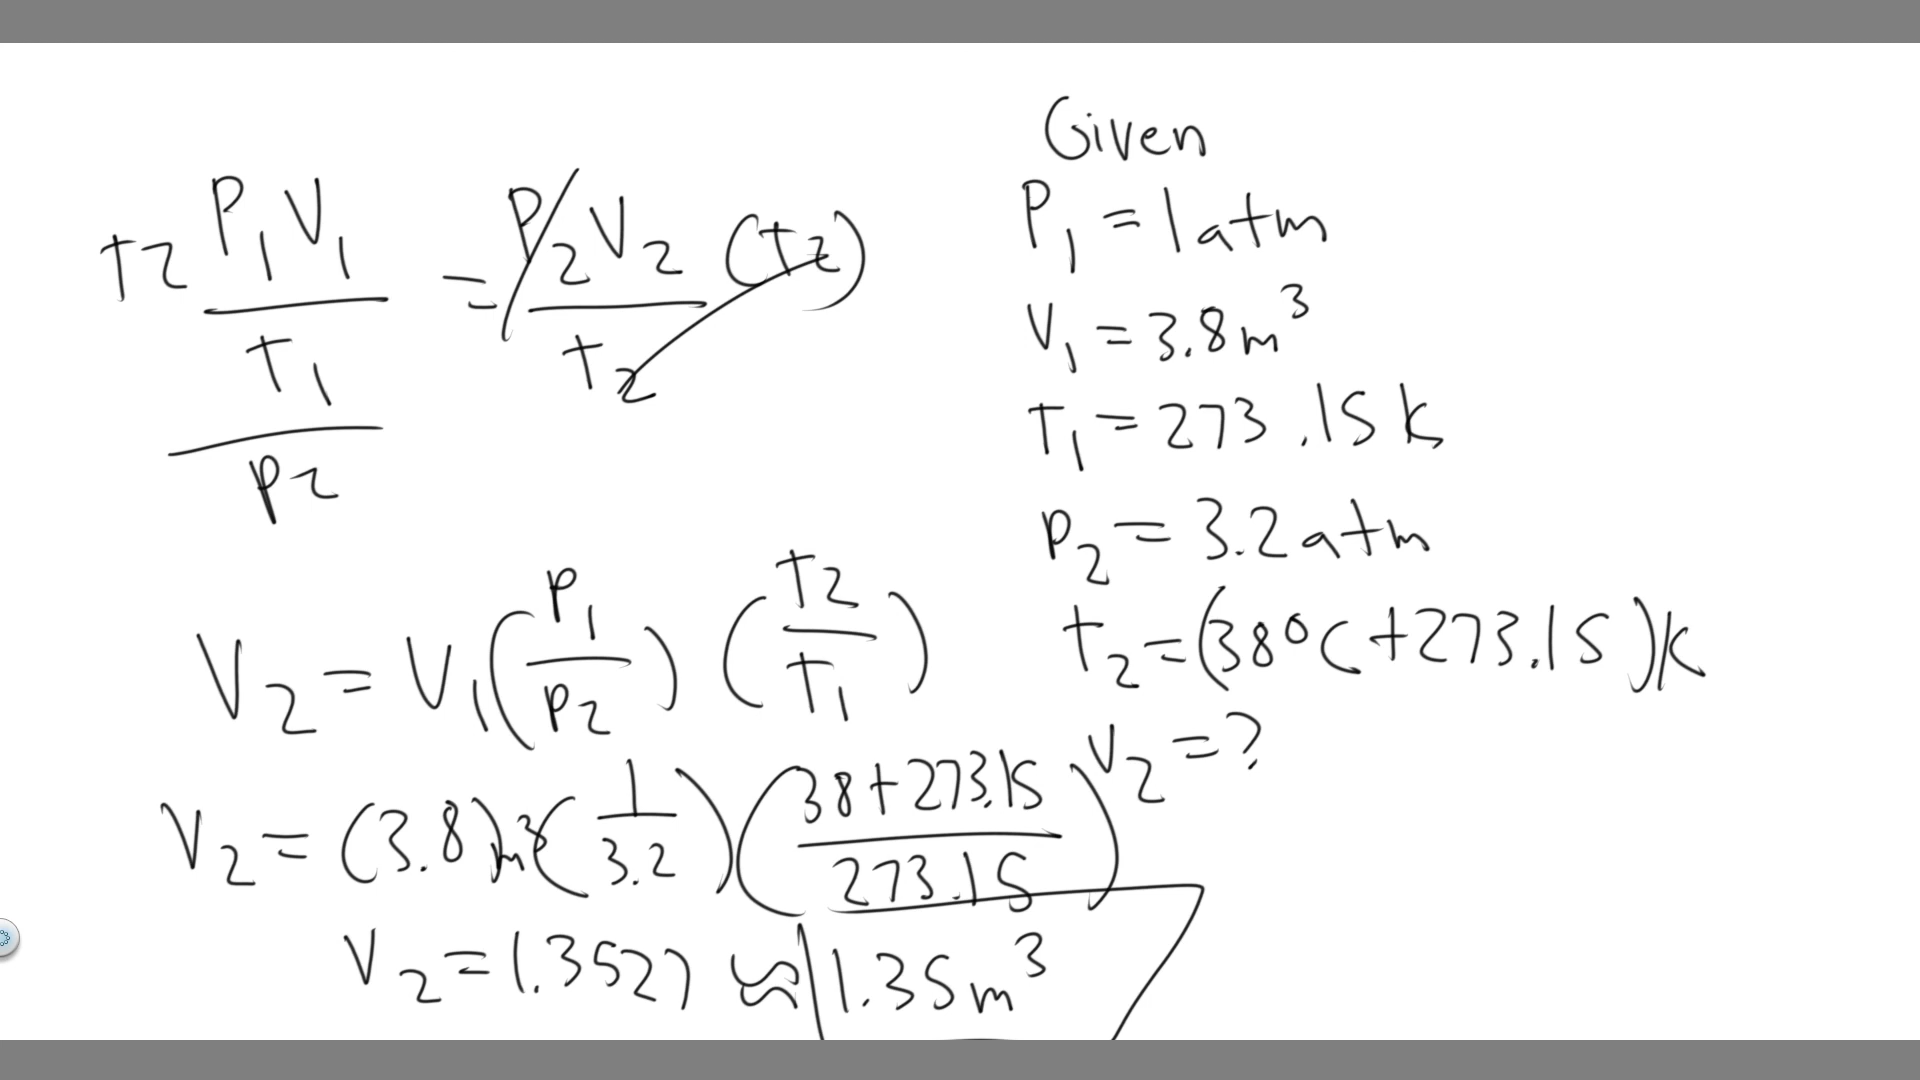 t2 P1V1 / T1 / P2 = P2V2 (t2) / t2
V2 = V1 (P1/P2) (T2/T1)
V2 = (3.8)m³ (1/3.2) (38+273.15 / 273.15)
V2 = 1.3527 ≈ 1.35m³
Given
P1 = 1atm
V1 = 3.8m³
T1 = 273.15K
P2 = 3.2atm
t2 = (38°C+273.15)K
V2 = ?